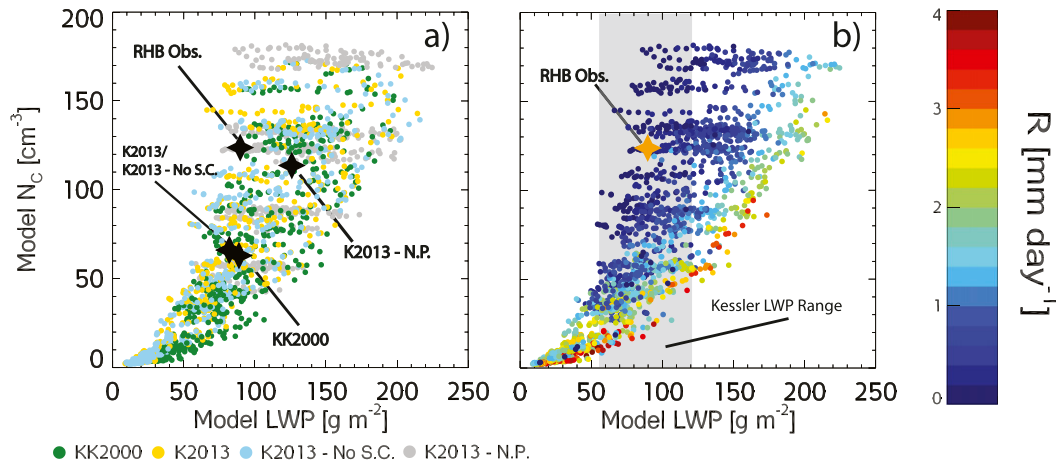 a)
b)
200
150
100
50
0
Model N_C [cm^-3]
RHB Obs.
K2013/
K2013 - No S.C.
K2013 - N.P.
KK2000
0 50 100 150 200 250
Model LWP [g m^-2]
RHB Obs.
Kessler LWP Range
0 50 100 150 200 250
Model LWP [g m^-2]
4
3
2
1
0
R [mm day^-1]
KK2000 K2013 K2013 - No S.C. K2013 - N.P.